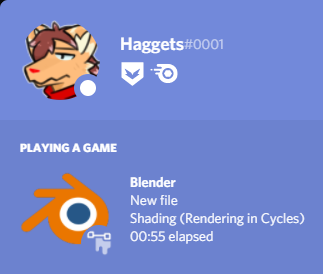 Haggets#0001
PLAYING A GAME
Blender
New file
Shading (Rendering in Cycles)
00:55 elapsed